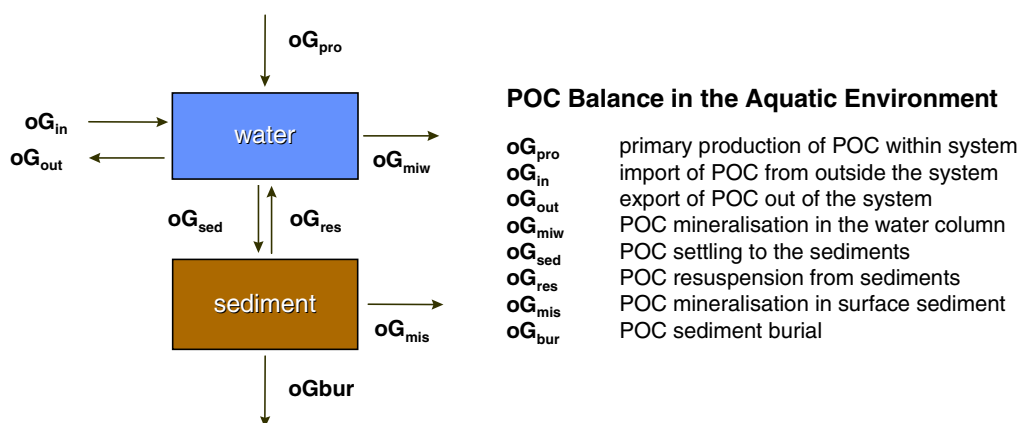 oGpro
oGin
water
oGout
oGmiw
oGsed
oGres
sediment
oGmis
oGbur
POC Balance in the Aquatic Environment
oGpro primary production of POC within system
oGin import of POC from outside the system
oGout export of POC out of the system
oGmiw POC mineralisation in the water column
oGsed POC settling to the sediments
oGres POC resuspension from sediments
oGmis POC mineralisation in surface sediment
oGbur POC sediment burial